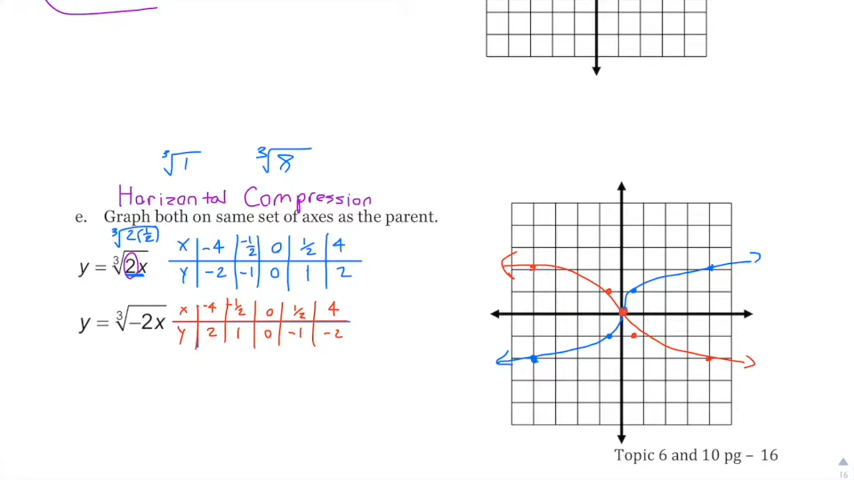 ∛1 ∛8
Horizontal Compression
e. Graph both on same set of axes as the parent.
∛2(½)
y = ∛2x
x | -4 | -½ | 0 | ½ | 4
y | -2 | -1 | 0 | 1 | 2
y = ∛-2x
x | -4 | -½ | 0 | ½ | 4
y | 2 | 1 | 0 | -1 | -2
Topic 6 and 10 pg – 16
16